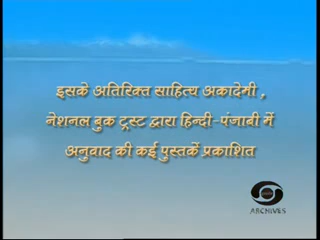 इसके अतिरिक्त साहित्य अकादेमी ,
नेशनल बुक ट्रस्ट द्वारा हिन्दी-पंजाबी में
अनुवाद की कई पुस्तकें प्रकाशित
ARCHIVES